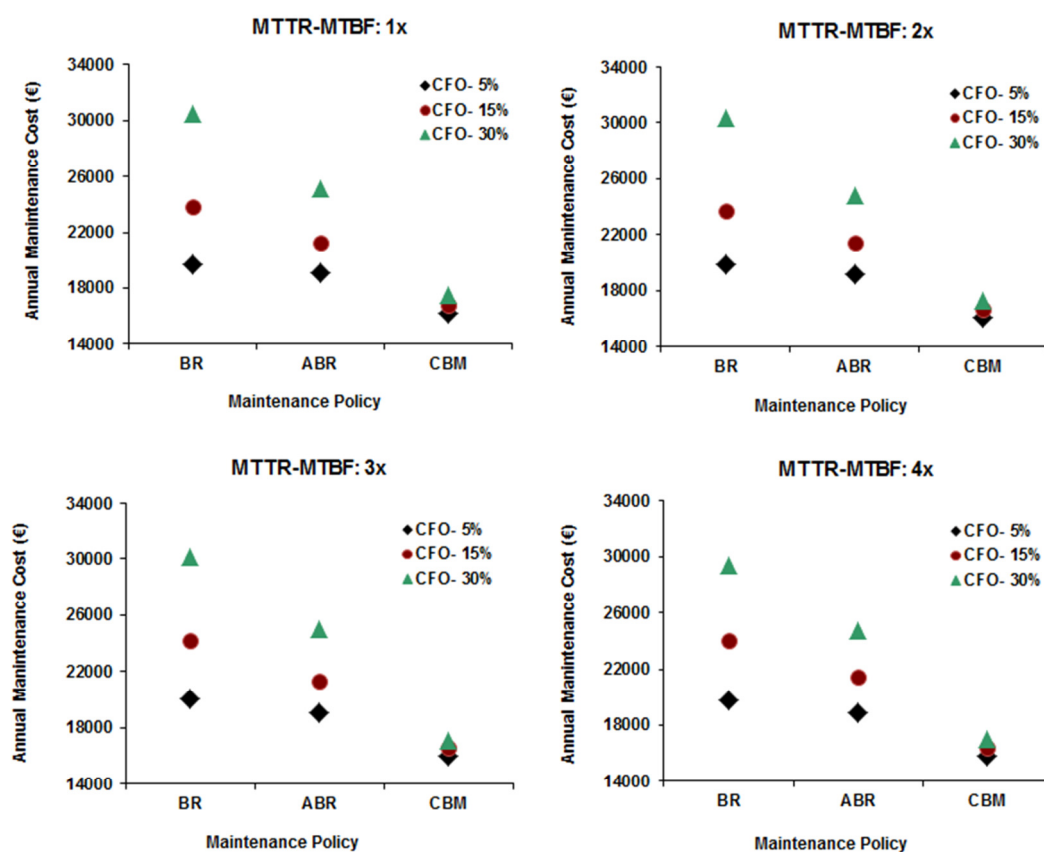 MTTR-MTBF: 1x
Annual Manintenance Cost (€)
34000
30000
26000
22000
18000
14000
CFO- 5%
CFO- 15%
CFO- 30%
BR ABR CBM
Maintenance Policy
MTTR-MTBF: 2x
Annual Manintenance Cost (€)
34000
30000
26000
22000
18000
14000
CFO- 5%
CFO- 15%
CFO- 30%
BR ABR CBM
Maintenance Policy
MTTR-MTBF: 3x
Annual Manintenance Cost (€)
34000
30000
26000
22000
18000
14000
CFO- 5%
CFO- 15%
CFO- 30%
BR ABR CBM
Maintenance Policy
MTTR-MTBF: 4x
Annual Manintenance Cost (€)
34000
30000
26000
22000
18000
14000
CFO- 5%
CFO- 15%
CFO- 30%
BR ABR CBM
Maintenance Policy